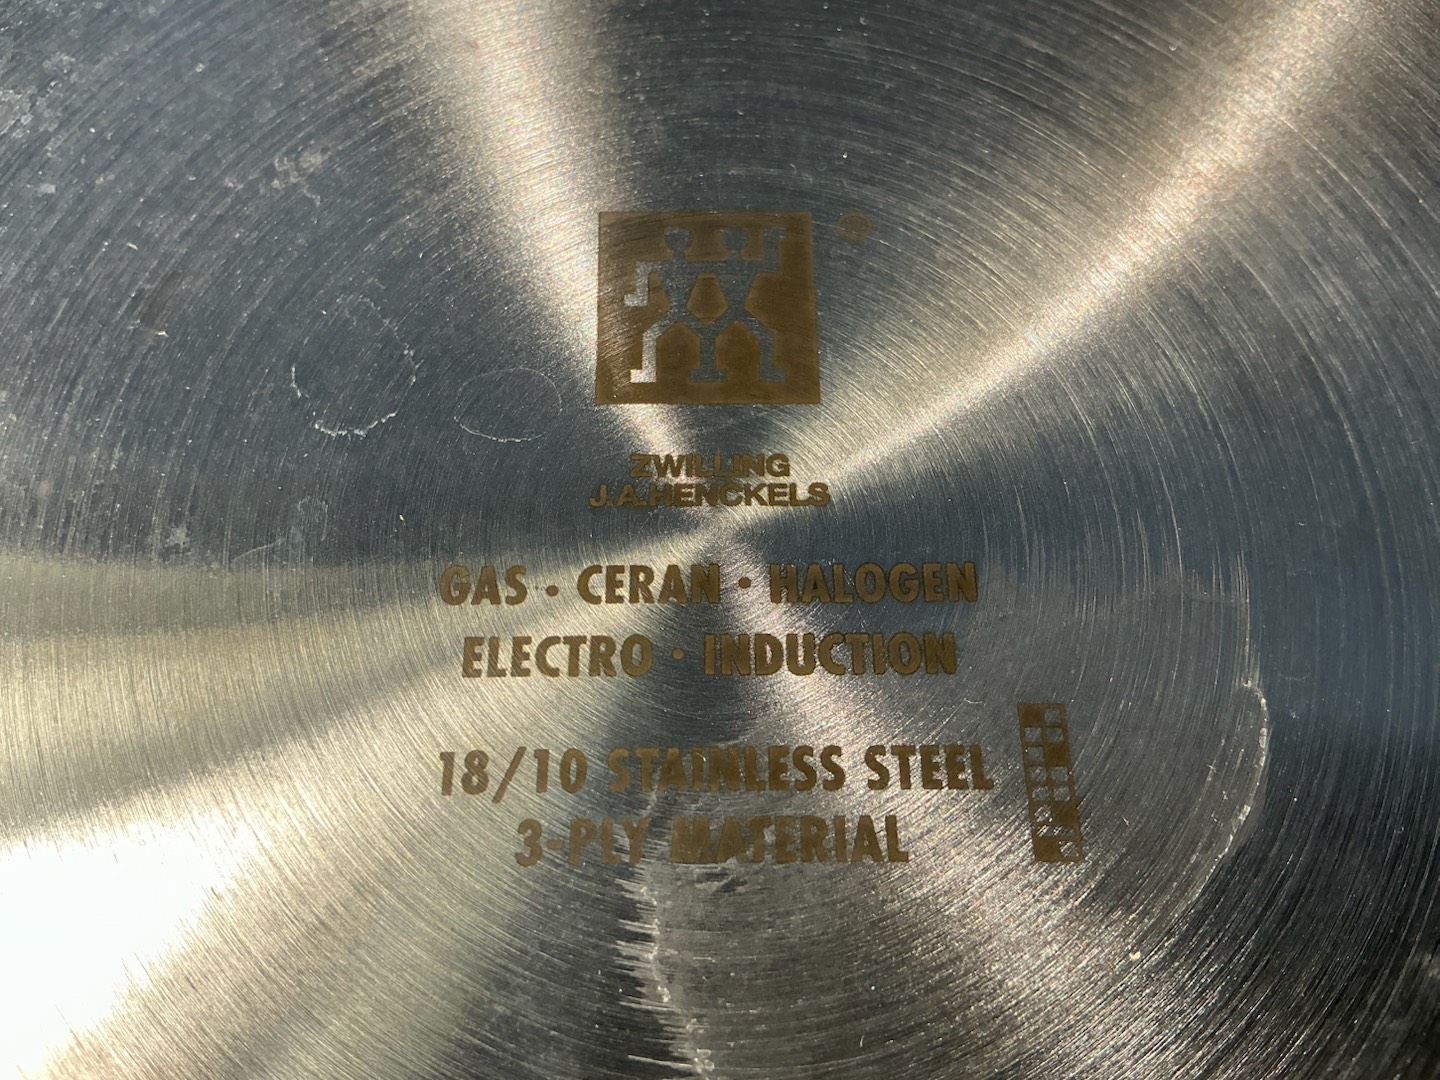 ZWILLING
J.A.HENCKELS
GAS · CERAN · HALOGEN
ELECTRO · INDUCTION
18/10 STAINLESS STEEL
3-PLY MATERIAL